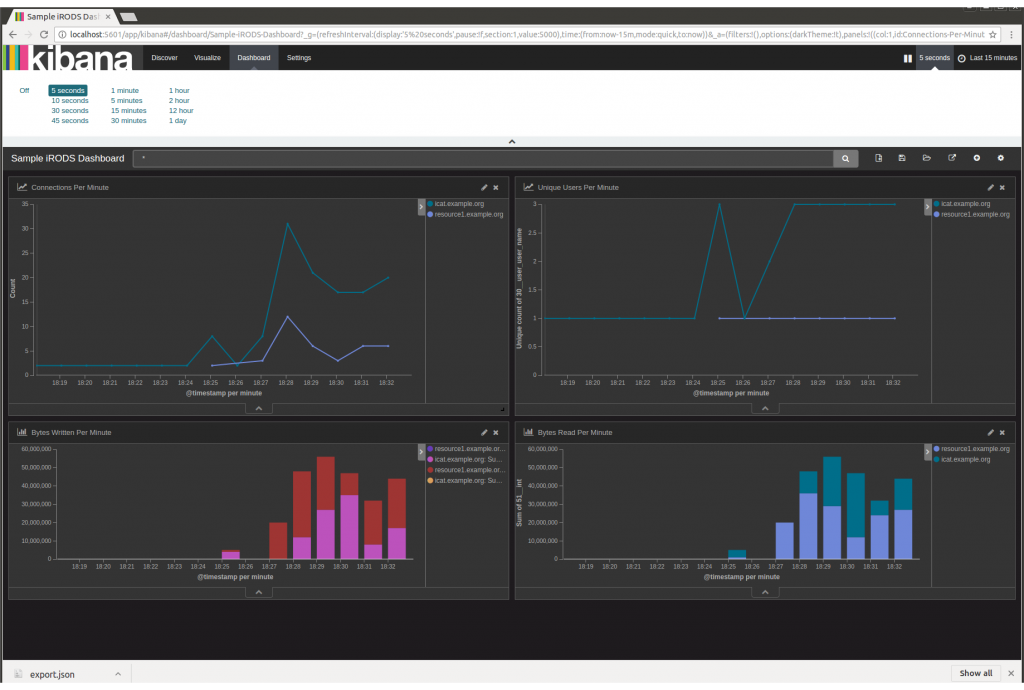 Sample iRODS Das
localhost:5601/app/kibana#/dashboard/Sample-iRODS-Dashboard?_g=(refreshInterval:(display:'5%20seconds',pause:!f,section:1,value:5000),time:(from:now-15m,mode:quick,to:now))&_a=(filters:!(),options:(darkTheme:!t),panels:!((col:1,id:Connections-Per-Minut
kibana Discover Visualize Dashboard Settings 5 seconds Last 15 minutes
Off 5 seconds 1 minute 1 hour
10 seconds 5 minutes 2 hour
30 seconds 15 minutes 12 hour
45 seconds 30 minutes 1 day
Sample iRODS Dashboard *
Connections Per Minute
icat.example.org
resource1.example.org
35
30
25
20
15
10
5
0
Count
18:19 18:20 18:21 18:22 18:23 18:24 18:25 18:26 18:27 18:28 18:29 18:30 18:31 18:32
@timestamp per minute
Unique Users Per Minute
icat.example.org
resource1.example.org
3
2.5
2
1.5
1
0.5
0
Unique count of 30__user_user_name
18:19 18:20 18:21 18:22 18:23 18:24 18:25 18:26 18:27 18:28 18:29 18:30 18:31 18:32
@timestamp per minute
Bytes Written Per Minute
resource1.example.or...
icat.example.org: Su...
resource1.example.or...
icat.example.org: Su...
60,000,000
50,000,000
40,000,000
30,000,000
20,000,000
10,000,000
0
18:19 18:20 18:21 18:22 18:23 18:24 18:25 18:26 18:27 18:28 18:29 18:30 18:31 18:32
@timestamp per minute
Bytes Read Per Minute
resource1.example.org
icat.example.org
60,000,000
50,000,000
40,000,000
30,000,000
20,000,000
10,000,000
0
Sum of 51__int
18:19 18:20 18:21 18:22 18:23 18:24 18:25 18:26 18:27 18:28 18:29 18:30 18:31 18:32
@timestamp per minute
export.json Show all